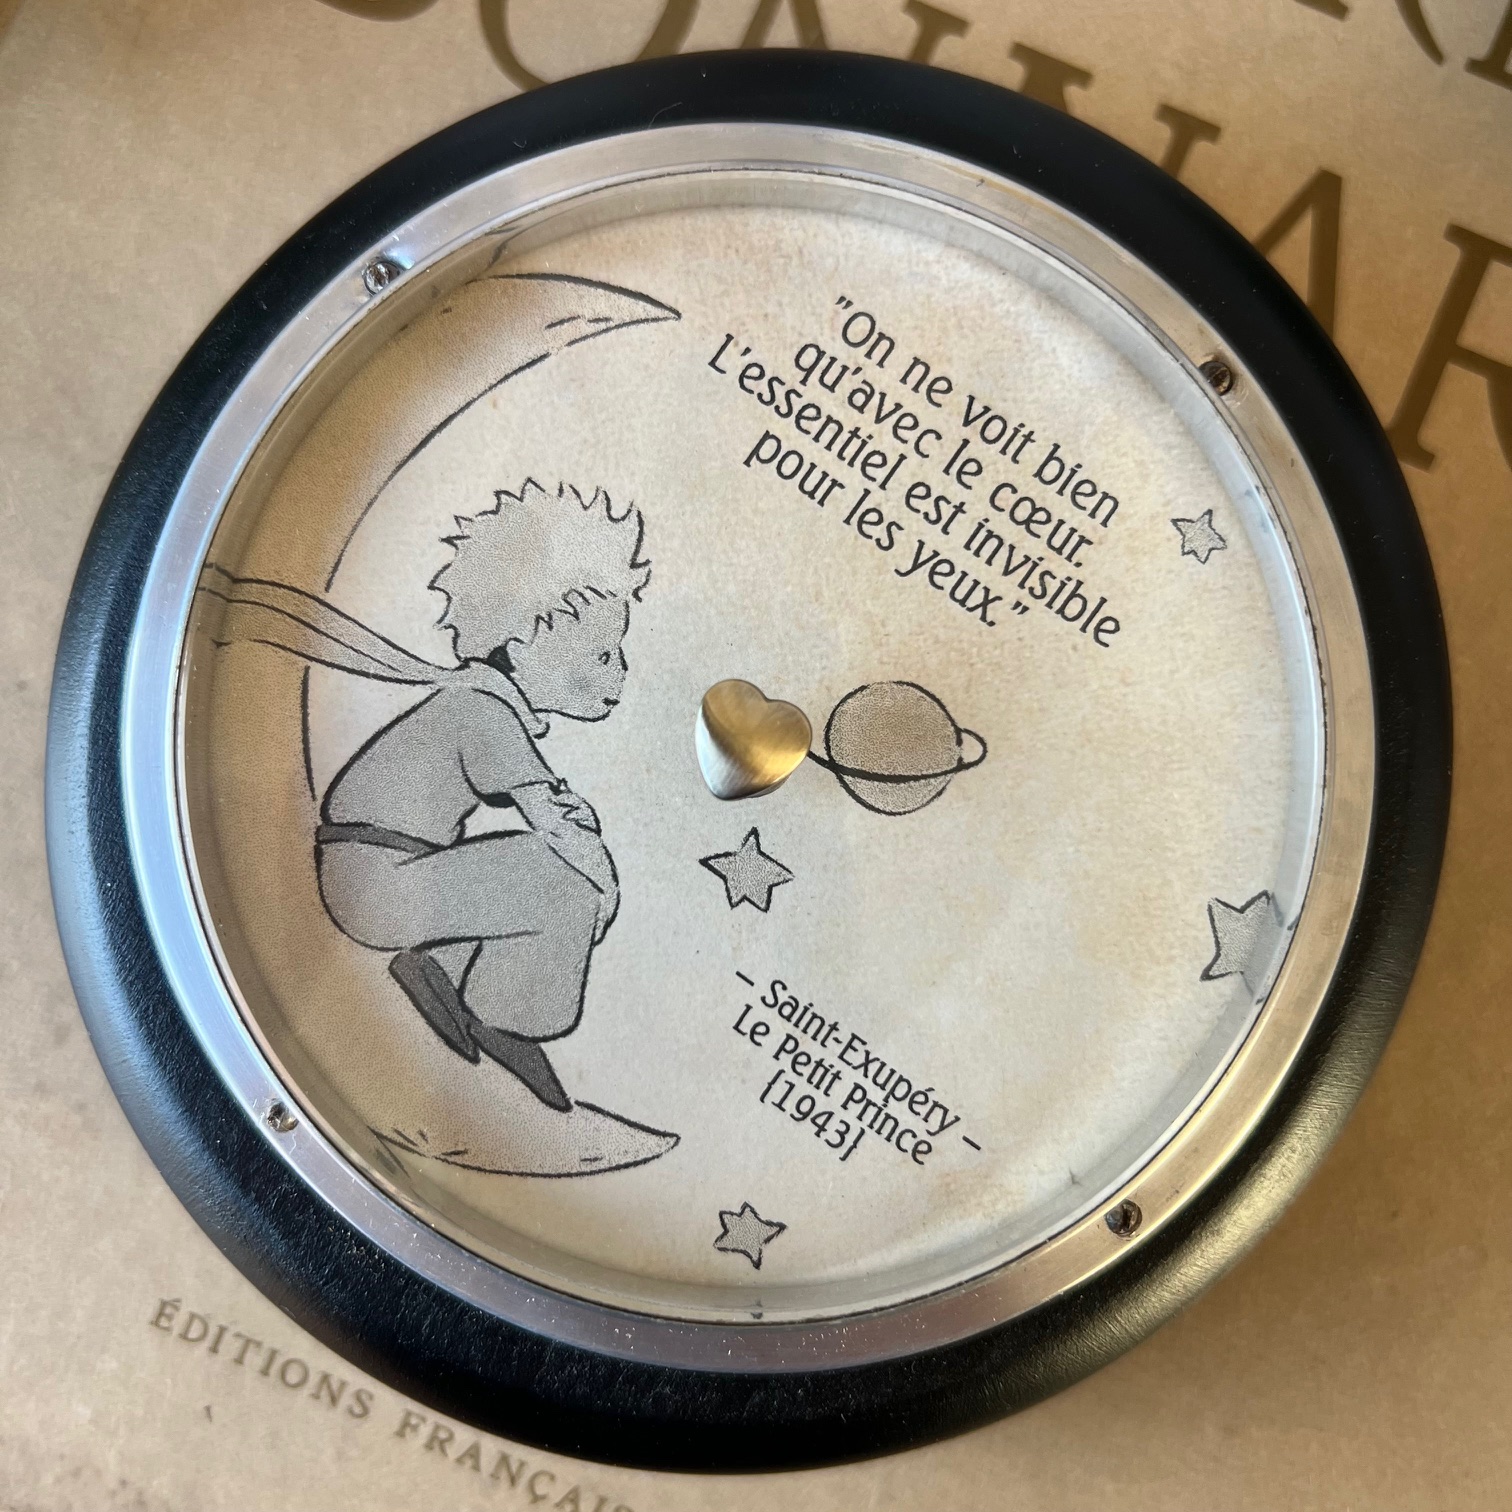 "On ne voit bien
qu'avec le cœur.
L'essentiel est invisible
pour les yeux."
– Saint-Exupéry –
Le Petit Prince
[1943]
ÉDITIONS FRANÇAIS